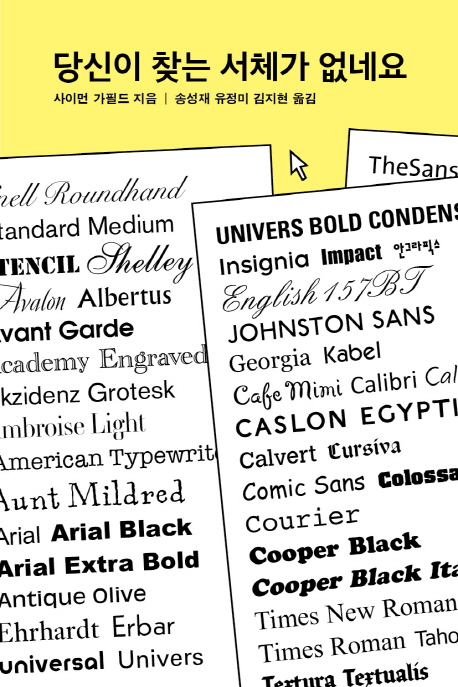 당신이 찾는 서체가 없네요
사이먼 가필드 지음 | 송성재 유정미 김지현 옮김
TheSans
nell Roundhand
tandard Medium
TENCIL Shelley
Avalon Albertus
vant Garde
cademy Engraved
kzidenz Grotesk
mbroise Light
American Typewrite
Aunt Mildred
Arial Arial Black
Arial Extra Bold
Antique Olive
Ehrhardt Erbar
universal Univers
UNIVERS BOLD CONDENS
Insignia Impact 안그라픽스
English 157BT
JOHNSTON SANS
Georgia Kabel
Cafe Mimi Calibri Cal
CASLON EGYPTI
Calvert Cursiva
Comic Sans Colossa
Courier
Cooper Black
Cooper Black Ita
Times New Roman
Times Roman Taho
Textura Textualis